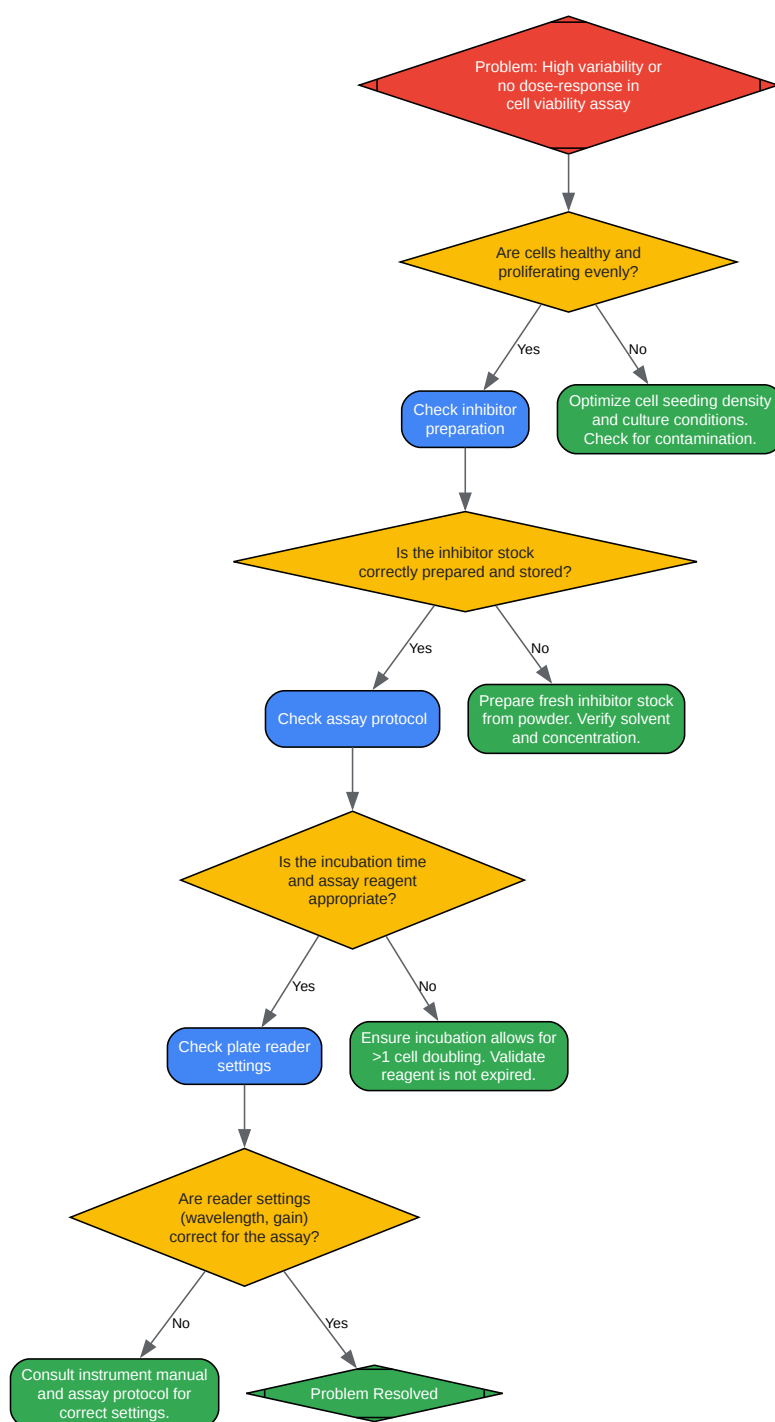 Problem: High variability or
no dose-response in
cell viability assay
Are cells healthy and
proliferating evenly?
Yes
No
Check inhibitor
preparation
Optimize cell seeding density
and culture conditions.
Check for contamination.
Is the inhibitor stock
correctly prepared and stored?
Yes
No
Check assay protocol
Prepare fresh inhibitor stock
from powder. Verify solvent
and concentration.
Is the incubation time
and assay reagent
appropriate?
Yes
No
Check plate reader
settings
Ensure incubation allows for
>1 cell doubling. Validate
reagent is not expired.
Are reader settings
(wavelength, gain)
correct for the assay?
No
Yes
Consult instrument manual
and assay protocol for
correct settings.
Problem Resolved